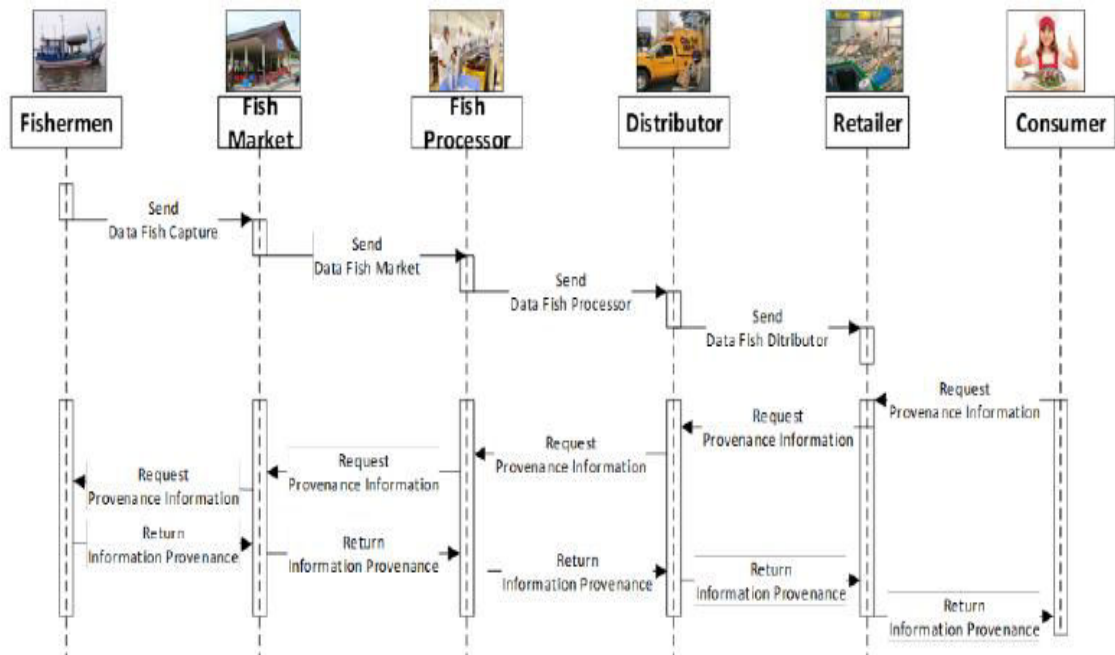 Fishermen
Fish
Market
Fish
Processor
Distributor
Retailer
Consumer
Send
Data Fish Capture
Send
Data Fish Market
Send
Data Fish Processor
Send
Data Fish Ditributor
Request
Provenance Information
Request
Provenance Information
Request
Provenance Information
Request
Provenance Information
Request
Provenance Information
Return
Information Provenance
Return
Information Provenance
Return
Information Provenance
Return
Information Provenance
Return
Information Provenance